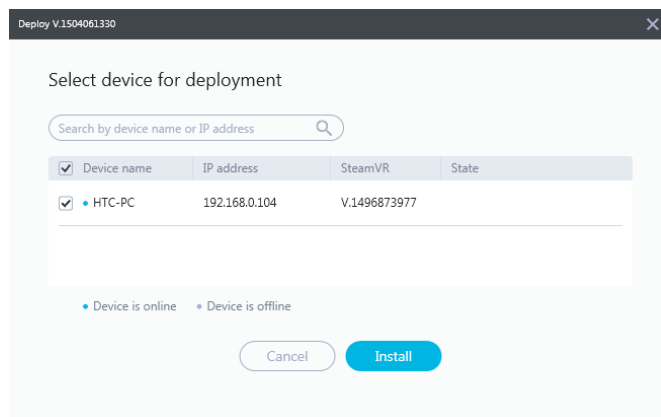 Deploy V.1504061330
Select device for deployment
Search by device name or IP address
Device name IP address SteamVR State
HTC-PC 192.168.0.104 V.1496873977
Device is online Device is offline
Cancel Install